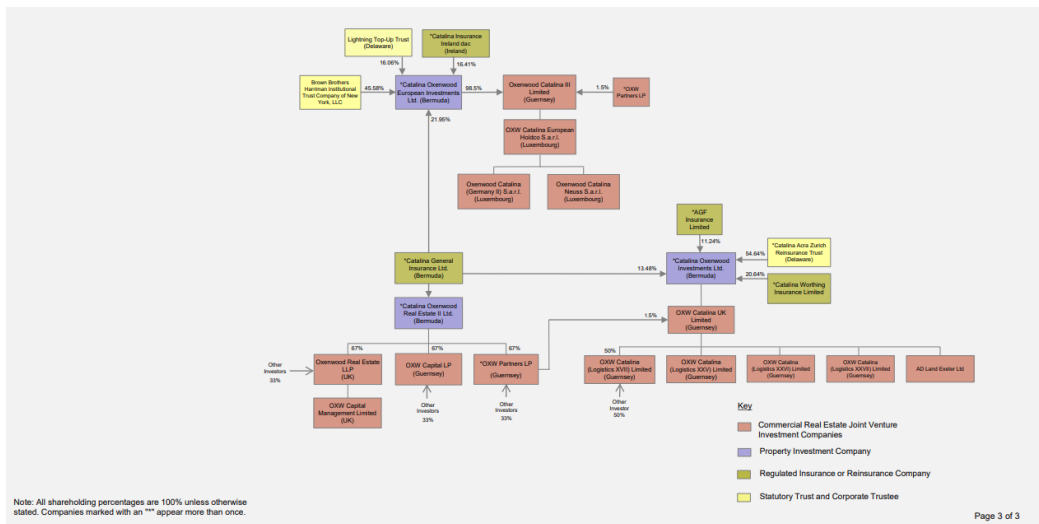 Lightning Top-Up Trust
(Delaware)
*Catalina Insurance
Ireland dac
(Ireland)
16.06%
16.41%
Brown Brothers
Harriman Institutional
Trust Company of New
York, LLC
45.58%
*Catalina Oxenwood
European Investments
Ltd. (Bermuda)
98.5%
Oxenwood Catalina III
Limited
(Guernsey)
1.5%
*OXW
Partners LP
21.95%
OXW Catalina European
Holdco S.a.r.l.
(Luxembourg)
Oxenwood Catalina
(Germany II) S.a.r.l.
(Luxembourg)
Oxenwood Catalina
Neuss S.a.r.l.
(Luxembourg)
*AGF
Insurance
Limited
11.24%
*Catalina General
Insurance Ltd.
(Bermuda)
13.48%
*Catalina Oxenwood
Investments Ltd.
(Bermuda)
54.64%
*Catalina Acra Zurich
Reinsurance Trust
(Delaware)
20.64%
*Catalina Worthing
Insurance Limited
*Catalina Oxenwood
Real Estate II Ltd.
(Bermuda)
1.5%
OXW Catalina UK
Limited
(Guernsey)
67%
67%
67%
50%
Other
Investors
33%
Oxenwood Real Estate
LLP
(UK)
OXW Capital LP
(Guernsey)
*OXW Partners LP
(Guernsey)
OXW Catalina
(Logistics XVII) Limited
(Guernsey)
OXW Catalina
(Logistics XXV) Limited
(Guernsey)
OXW Catalina
(Logistics XXVI) Limited
(Guernsey)
OXW Catalina
(Logistics XXVII) Limited
(Guernsey)
AD Land Exeter Ltd
OXW Capital
Management Limited
(UK)
Other
Investors
33%
Other
Investors
33%
Other
Investor
50%
Key
Commercial Real Estate Joint Venture
Investment Companies
Property Investment Company
Regulated Insurance or Reinsurance Company
Statutory Trust and Corporate Trustee
Note: All shareholding percentages are 100% unless otherwise
stated. Companies marked with an "*" appear more than once.
Page 3 of 3